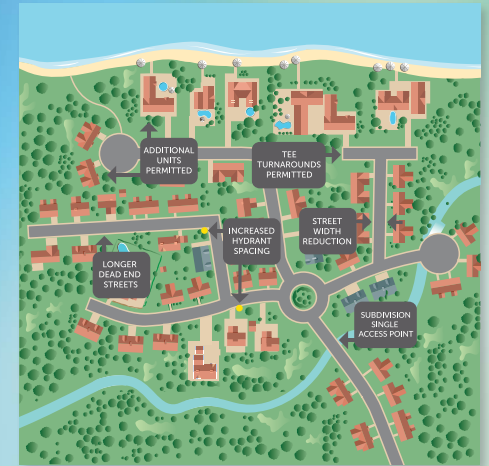 ADDITIONAL
UNITS
PERMITTED
TEE
TURNAROUNDS
PERMITTED
INCREASED
HYDRANT
SPACING
STREET
WIDTH
REDUCTION
LONGER
DEAD END
STREETS
SUBDIVISION
SINGLE
ACCESS POINT